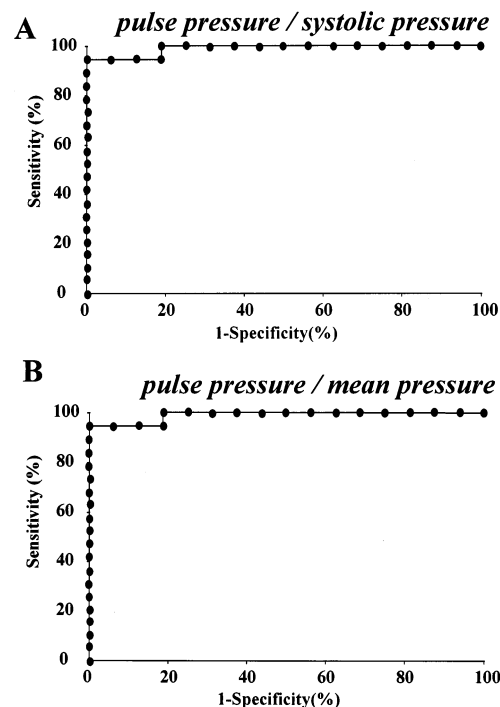 A
pulse pressure / systolic pressure
100
80
60
40
20
0
Sensitivity (%)
0 20 40 60 80 100
1-Specificity(%)
B
pulse pressure / mean pressure
100
80
60
40
20
0
Sensitivity (%)
0 20 40 60 80 100
1-Specificity(%)